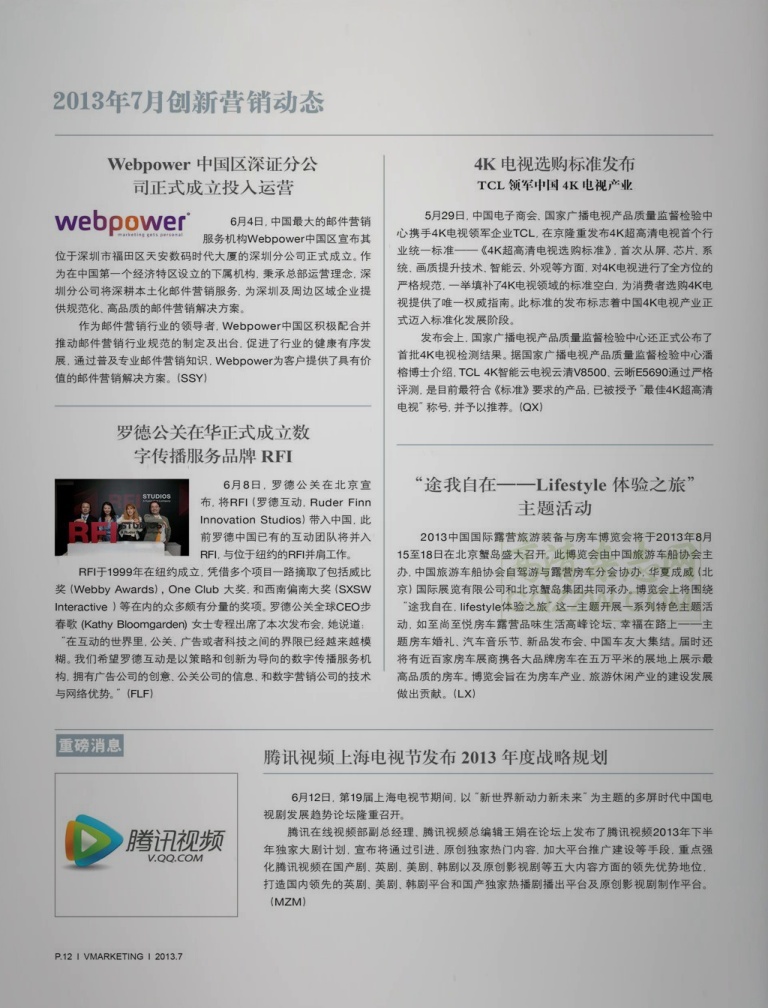 2013年7月创新营销动态
Webpower 中国区深证分公
司正式成立投入运营
webpower
marketing gets personal
6月4日, 中国最大的邮件营销
服务机构Webpower中国区宣布其
位于深圳市福田区天安数码时代大厦的深圳分公司正式成立。作
为在中国第一个经济特区设立的下属机构, 秉承总部运营理念, 深
圳分公司将深耕本土化邮件营销服务, 为深圳及周边区域企业提
供规范化、高品质的邮件营销解决方案。
作为邮件营销行业的领导者, Webpower中国区积极配合并
推动邮件营销行业规范的制定及出台, 促进了行业的健康有序发
展, 通过普及专业邮件营销知识, Webpower为客户提供了具有价
值的邮件营销解决方案。(SSY)
罗德公关在华正式成立数
字传播服务品牌 RFI
RFI
STUDIOS
6月8日, 罗德公关在北京宣
布, 将RFI (罗德互动, Ruder Finn
Innovation Studios) 带入中国, 此
前罗德中国已有的互动团队将并入
RFI, 与位于纽约的RFI并肩工作。
RFI于1999年在纽约成立, 凭借多个项目一路摘取了包括威比
奖 (Webby Awards) , One Club 大奖, 和西南偏南大奖 (SXSW
Interactive ) 等在内的众多颇有分量的奖项。罗德公关全球CEO步
春歌 (Kathy Bloomgarden) 女士专程出席了本次发布会, 她说道:
“在互动的世界里, 公关、广告或者科技之间的界限已经越来越模
糊。我们希望罗德互动是以策略和创新为导向的数字传播服务机
构, 拥有广告公司的创意、公关公司的信息、和数字营销公司的技术
与网络优势。” (FLF)
4K 电视选购标准发布
TCL 领军中国 4K 电视产业
5月29日, 中国电子商会、国家广播电视产品质量监督检验中
心携手4K电视领军企业TCL, 在京隆重发布4K超高清电视首个行
业统一标准——《4K超高清电视选购标准》, 首次从屏、芯片、系
统、画质提升技术、智能云、外观等方面, 对4K电视进行了全方位的
严格规范, 一举填补了4K电视领域的标准空白, 为消费者选购4K电
视提供了唯一权威指南。此标准的发布标志着中国4K电视产业正
式迈入标准化发展阶段。
发布会上, 国家广播电视产品质量监督检验中心还正式公布了
首批4K电视检测结果。据国家广播电视产品质量监督检验中心潘
榕博士介绍, TCL 4K智能云电视云清V8500, 云晰E5690通过严格
评测, 是目前最符合《标准》要求的产品, 已被授予“最佳4K超高清
电视”称号, 并予以推荐。(QX)
“途我自在——Lifestyle 体验之旅”
主题活动
2013中国国际露营旅游装备与房车博览会将于2013年8月
15至18日在北京蟹岛盛大召开, 此博览会由中国旅游车船协会主
办, 中国旅游车船协会自驾游与露营房车分会协办, 华夏成威 (北
京) 国际展览有限公司和北京蟹岛集团共同承办, 博览会上将围绕
“途我自在, lifestyle体验之旅”这一主题开展一系列特色主题活
动, 如至尚至悦房车露营品味生活高峰论坛、幸福在路上——主
题房车婚礼、汽车音乐节、新品发布会、中国车友大集结。届时还
将有近百家房车展商携各大品牌房车在五万平米的展地上展示最
高品质的房车。博览会旨在为房车产业、旅游休闲产业的建设发展
做出贡献。(LX)
重磅消息
腾讯视频上海电视节发布 2013 年度战略规划
腾讯视频
V.QQ.COM
6月12日, 第19届上海电视节期间, 以“新世界新动力新未来”为主题的多屏时代中国电
视剧发展趋势论坛隆重召开。
腾讯在线视频部副总经理、腾讯视频总编辑王娟在论坛上发布了腾讯视频2013年下半
年独家大剧计划, 宣布将通过引进、原创独家热门内容, 加大平台推广建设等手段, 重点强
化腾讯视频在国产剧、英剧、美剧、韩剧以及原创影视剧等五大内容方面的领先优势地位,
打造国内领先的英剧、美剧、韩剧平台和国产独家热播剧播出平台及原创影视剧制作平台。
(MZM)
P.12 I VMARKETING I 2013.7